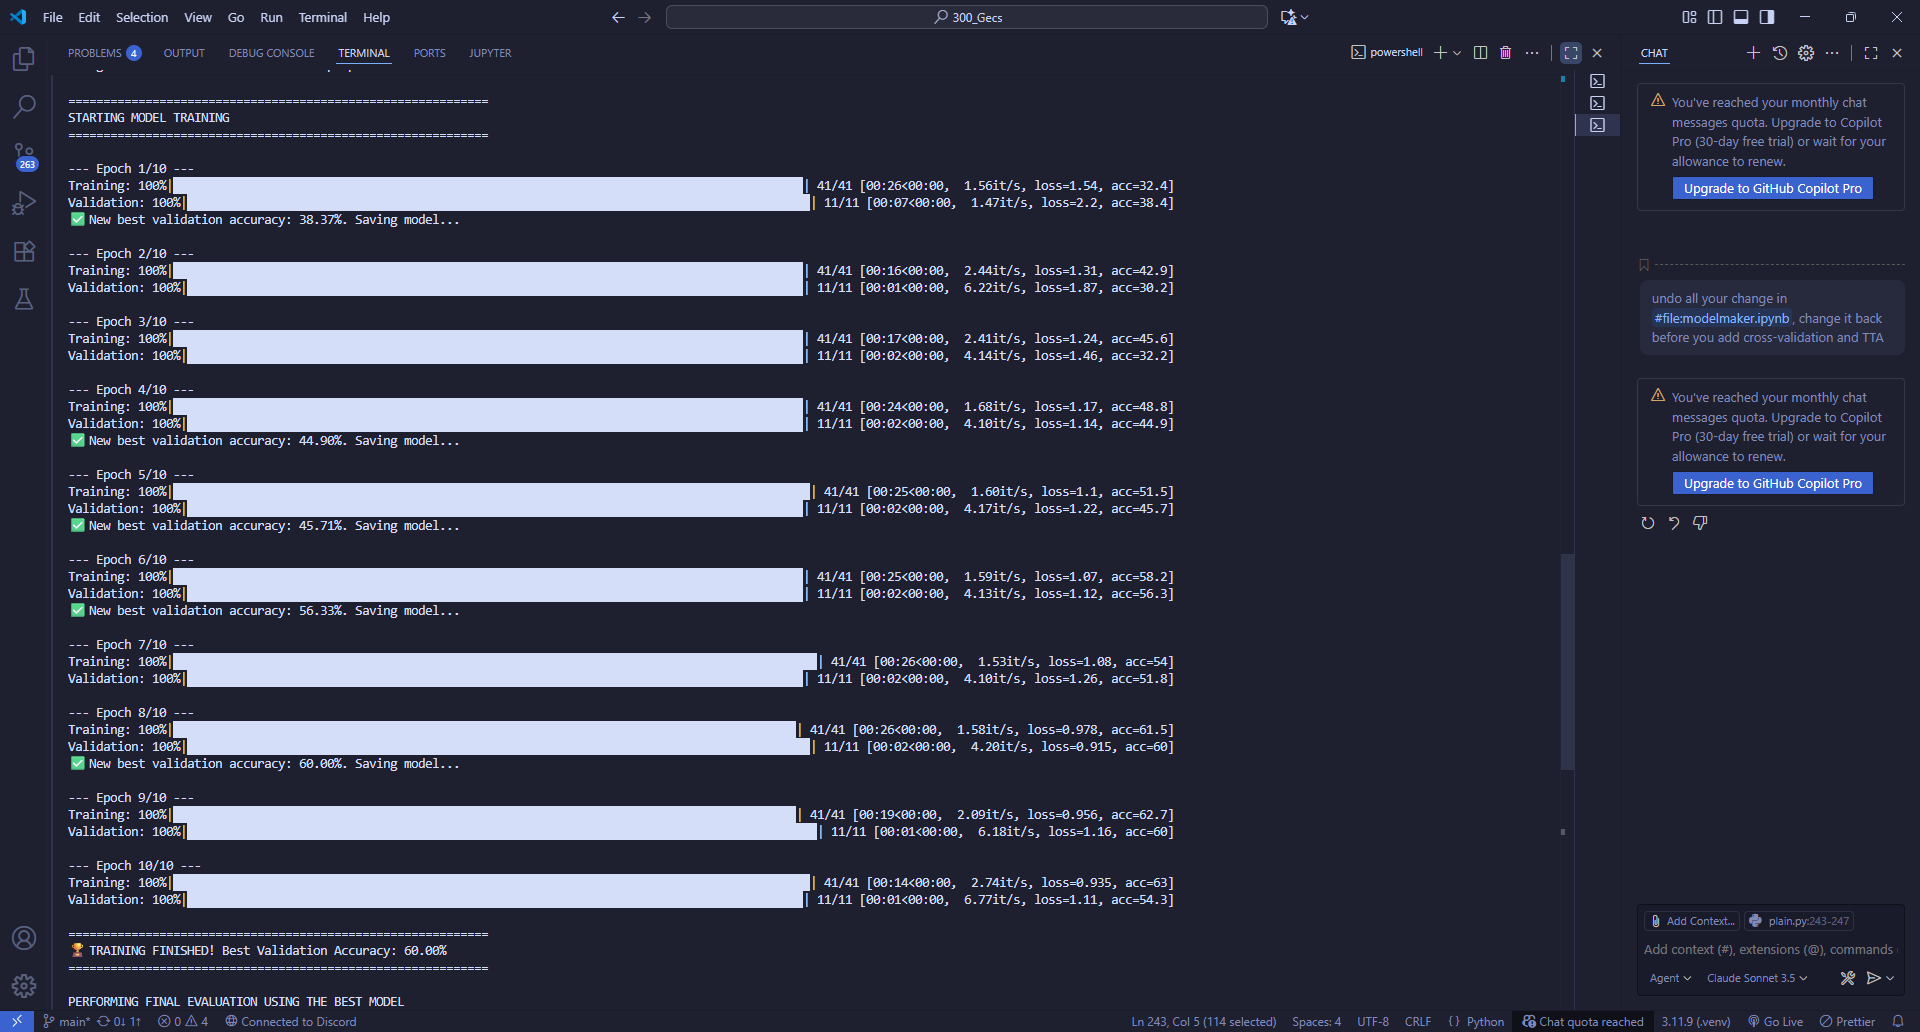 File Edit Selection View Go Run Terminal Help
300_Gecs
PROBLEMS 4 OUTPUT DEBUG CONSOLE TERMINAL PORTS JUPYTER
powershell
============================================================
STARTING MODEL TRAINING
============================================================
--- Epoch 1/10 ---
Training: 100%| | 41/41 [00:26<00:00, 1.56it/s, loss=1.54, acc=32.4]
Validation: 100%| | 11/11 [00:07<00:00, 1.47it/s, loss=2.2, acc=38.4]
✅ New best validation accuracy: 38.37%. Saving model...
--- Epoch 2/10 ---
Training: 100%| | 41/41 [00:16<00:00, 2.44it/s, loss=1.31, acc=42.9]
Validation: 100%| | 11/11 [00:01<00:00, 6.22it/s, loss=1.87, acc=30.2]
--- Epoch 3/10 ---
Training: 100%| | 41/41 [00:17<00:00, 2.41it/s, loss=1.24, acc=45.6]
Validation: 100%| | 11/11 [00:02<00:00, 4.14it/s, loss=1.46, acc=32.2]
--- Epoch 4/10 ---
Training: 100%| | 41/41 [00:24<00:00, 1.68it/s, loss=1.17, acc=48.8]
Validation: 100%| | 11/11 [00:02<00:00, 4.10it/s, loss=1.14, acc=44.9]
✅ New best validation accuracy: 44.90%. Saving model...
--- Epoch 5/10 ---
Training: 100%| | 41/41 [00:25<00:00, 1.60it/s, loss=1.1, acc=51.5]
Validation: 100%| | 11/11 [00:02<00:00, 4.17it/s, loss=1.22, acc=45.7]
✅ New best validation accuracy: 45.71%. Saving model...
--- Epoch 6/10 ---
Training: 100%| | 41/41 [00:25<00:00, 1.59it/s, loss=1.07, acc=58.2]
Validation: 100%| | 11/11 [00:02<00:00, 4.13it/s, loss=1.12, acc=56.3]
✅ New best validation accuracy: 56.33%. Saving model...
--- Epoch 7/10 ---
Training: 100%| | 41/41 [00:26<00:00, 1.53it/s, loss=1.08, acc=54]
Validation: 100%| | 11/11 [00:02<00:00, 4.10it/s, loss=1.26, acc=51.8]
--- Epoch 8/10 ---
Training: 100%| | 41/41 [00:26<00:00, 1.58it/s, loss=0.978, acc=61.5]
Validation: 100%| | 11/11 [00:02<00:00, 4.20it/s, loss=0.915, acc=60]
✅ New best validation accuracy: 60.00%. Saving model...
--- Epoch 9/10 ---
Training: 100%| | 41/41 [00:19<00:00, 2.09it/s, loss=0.956, acc=62.7]
Validation: 100%| | 11/11 [00:01<00:00, 6.18it/s, loss=1.16, acc=60]
--- Epoch 10/10 ---
Training: 100%| | 41/41 [00:14<00:00, 2.74it/s, loss=0.935, acc=63]
Validation: 100%| | 11/11 [00:01<00:00, 6.77it/s, loss=1.11, acc=54.3]
============================================================
🏆 TRAINING FINISHED! Best Validation Accuracy: 60.00%
============================================================
PERFORMING FINAL EVALUATION USING THE BEST MODEL
CHAT
You've reached your monthly chat
messages quota. Upgrade to Copilot
Pro (30-day free trial) or wait for your
allowance to renew.
Upgrade to GitHub Copilot Pro
undo all your change in
#file:modelmaker.ipynb , change it back
before you add cross-validation and TTA
You've reached your monthly chat
messages quota. Upgrade to Copilot
Pro (30-day free trial) or wait for your
allowance to renew.
Upgrade to GitHub Copilot Pro
Add Context... plain.py:243-247
Add context (#), extensions (@), commands
Agent Claude Sonnet 3.5
263
main* 0↓ 1↑ 0 4 Connected to Discord
Ln 243, Col 5 (114 selected) Spaces: 4 UTF-8 CRLF { } Python Chat quota reached 3.11.9 (.venv) Go Live Prettier